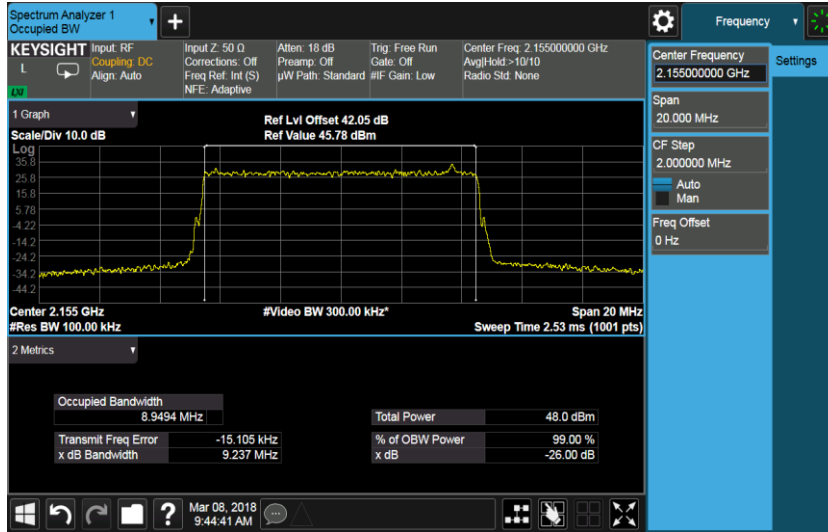 Spectrum Analyzer 1
Occupied BW
Frequency
KEYSIGHT
L
LXI
Input: RF
Coupling: DC
Align: Auto
Input Z: 50 Ω
Corrections: Off
Freq Ref: Int (S)
NFE: Adaptive
Atten: 18 dB
Preamp: Off
µW Path: Standard
Trig: Free Run
Gate: Off
#IF Gain: Low
Center Freq: 2.155000000 GHz
Avg|Hold:>10/10
Radio Std: None
Center Frequency
2.155000000 GHz
Settings
Span
20.000 MHz
CF Step
2.000000 MHz
Auto
Man
Freq Offset
0 Hz
1 Graph
Scale/Div 10.0 dB
Ref Lvl Offset 42.05 dB
Ref Value 45.78 dBm
Log
35.8
25.8
15.8
5.78
-4.22
-14.2
-24.2
-34.2
-44.2
Center 2.155 GHz
#Res BW 100.00 kHz
#Video BW 300.00 kHz*
Span 20 MHz
Sweep Time 2.53 ms (1001 pts)
2 Metrics
Occupied Bandwidth
8.9494 MHz
Total Power 48.0 dBm
Transmit Freq Error -15.105 kHz
% of OBW Power 99.00 %
x dB Bandwidth 9.237 MHz
x dB -26.00 dB
?
Mar 08, 2018
9:44:41 AM